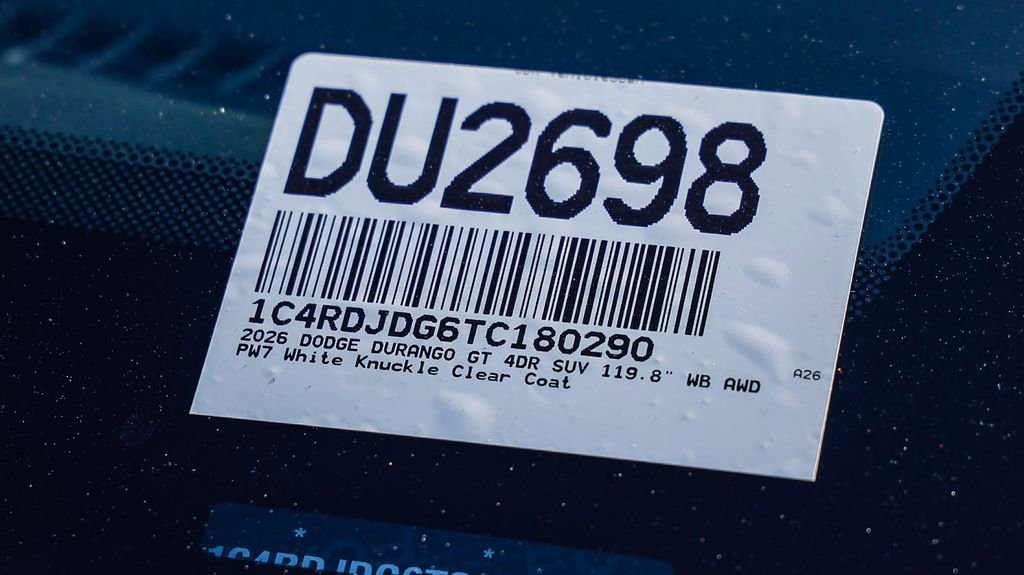 DU2698
1C4RDJDG6TC180290
2026 DODGE DURANGO GT 4DR SUV 119.8" WB AWD
PW7 White Knuckle Clear Coat
A26
* *